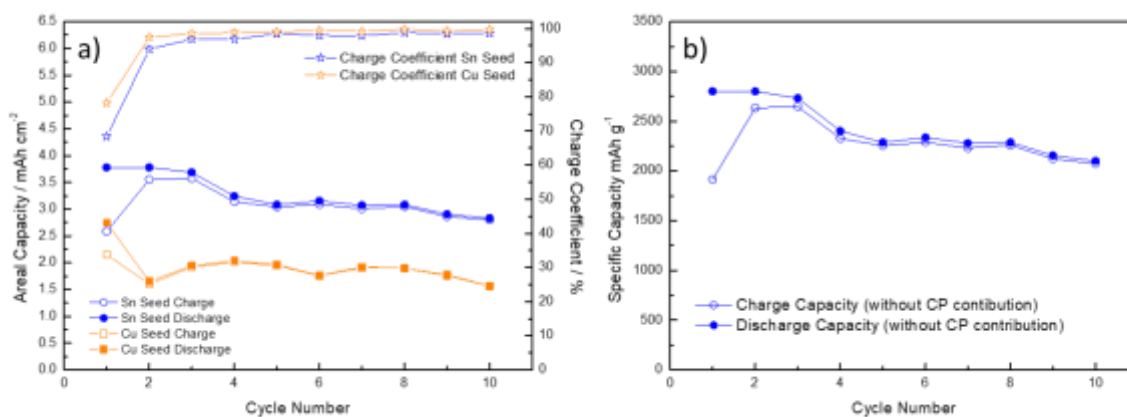 a)
6.5
6.0
5.5
5.0
4.5
4.0
3.5
3.0
2.5
2.0
1.5
1.0
0.5
0.0
Areal Capacity / mAh cm-2
Charge Coefficient Sn Seed
Charge Coefficient Cu Seed
Sn Seed Charge
Sn Seed Discharge
Cu Seed Charge
Cu Seed Discharge
100
90
80
70
60
50
40
30
20
10
0
Charge Coefficient / %
0 2 4 6 8 10
Cycle Number
b)
3500
3000
2500
2000
1500
1000
500
0
Specific Capacity mAh g-1
Charge Capacity (without CP contibution)
Discharge Capacity (without CP contibution)
0 2 4 6 8 10
Cycle Number